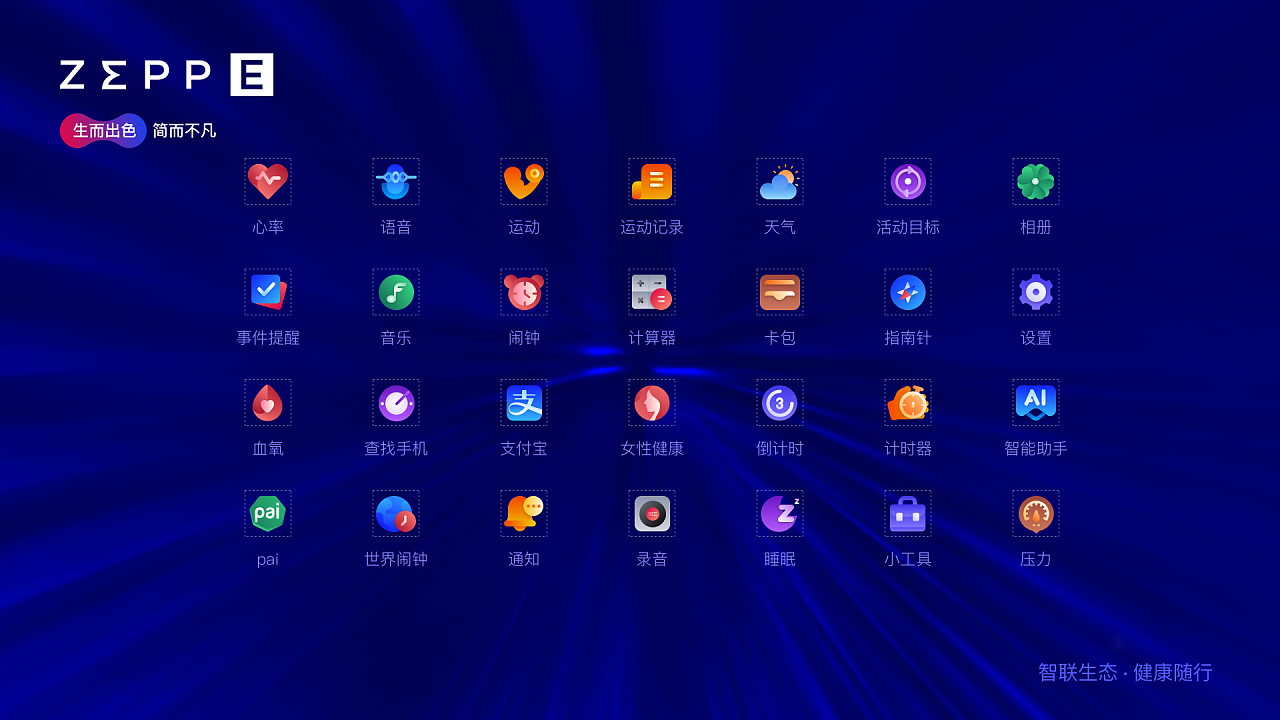 ZΣPP E
生而出色 简而不凡
心率 语音 运动 运动记录 天气 活动目标 相册
事件提醒 音乐 闹钟 计算器 卡包 指南针 设置
支 3 AI
血氧 查找手机 支付宝 女性健康 倒计时 计时器 智能助手
pai z z
pai 世界闹钟 通知 录音 睡眠 小工具 压力
智联生态·健康随行